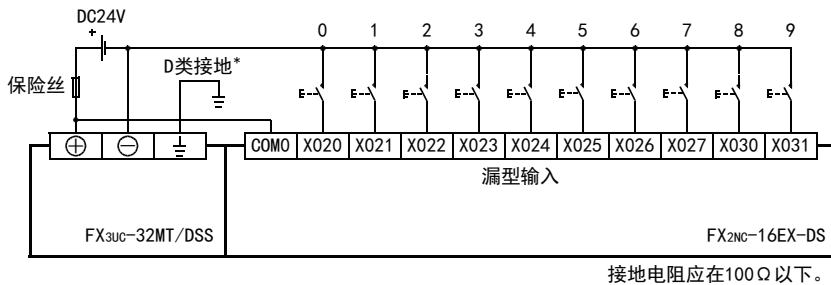 DC24V
+
0 1 2 3 4 5 6 7 8 9
D类接地*
保险丝
E E E E E E E E E E
COM0 X020 X021 X022 X023 X024 X025 X026 X027 X030 X031
漏型输入
FX3UC-32MT/DSS
FX2NC-16EX-DS
接地电阻应在100Ω以下。